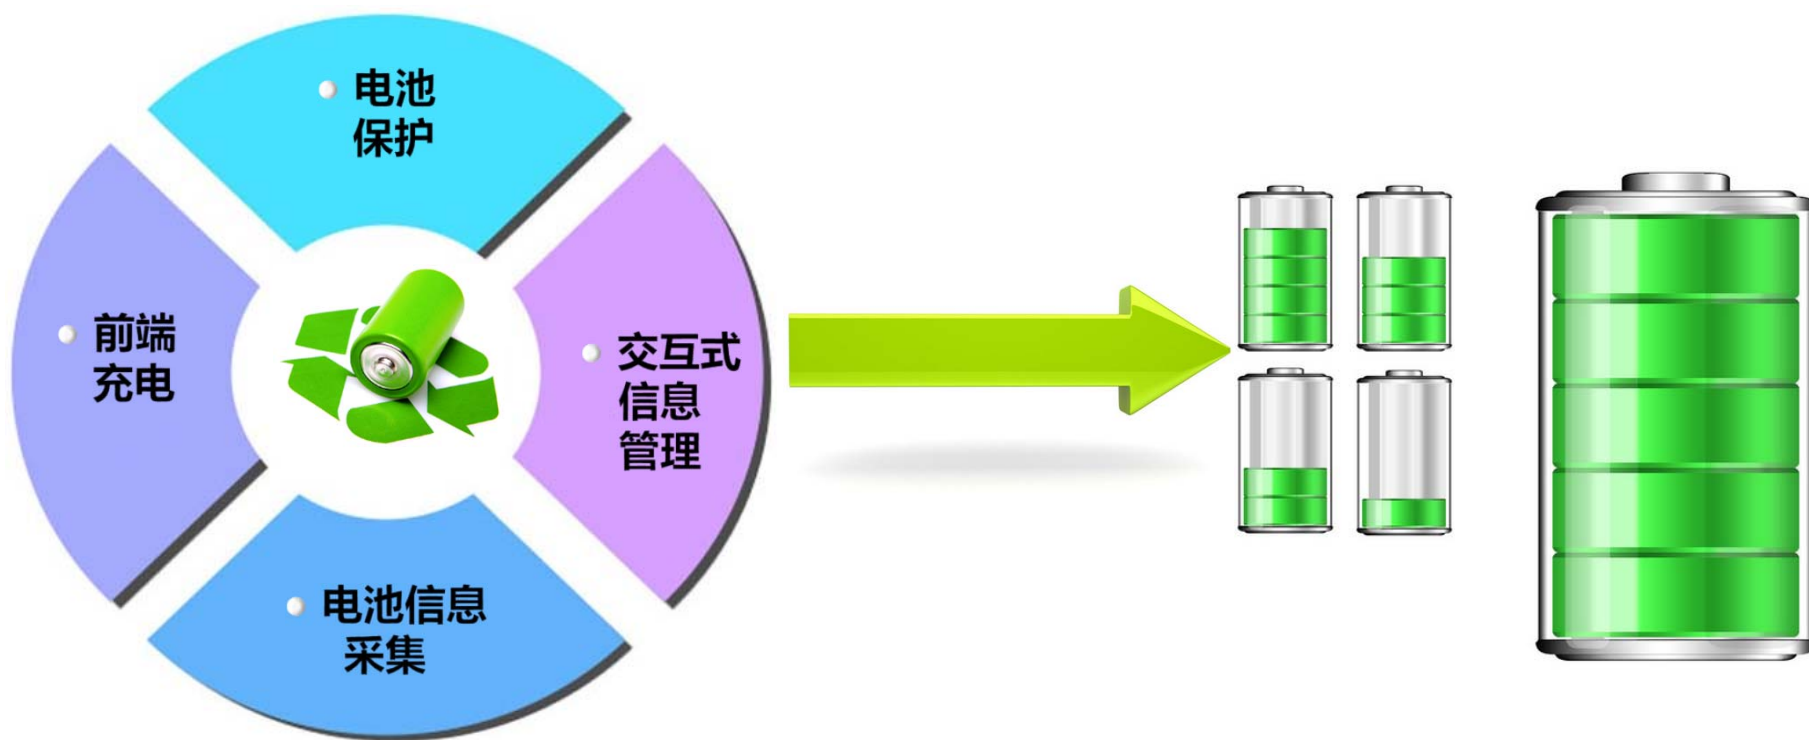 电池
保护
前端
充电
交互式
信息
管理
电池信息
采集